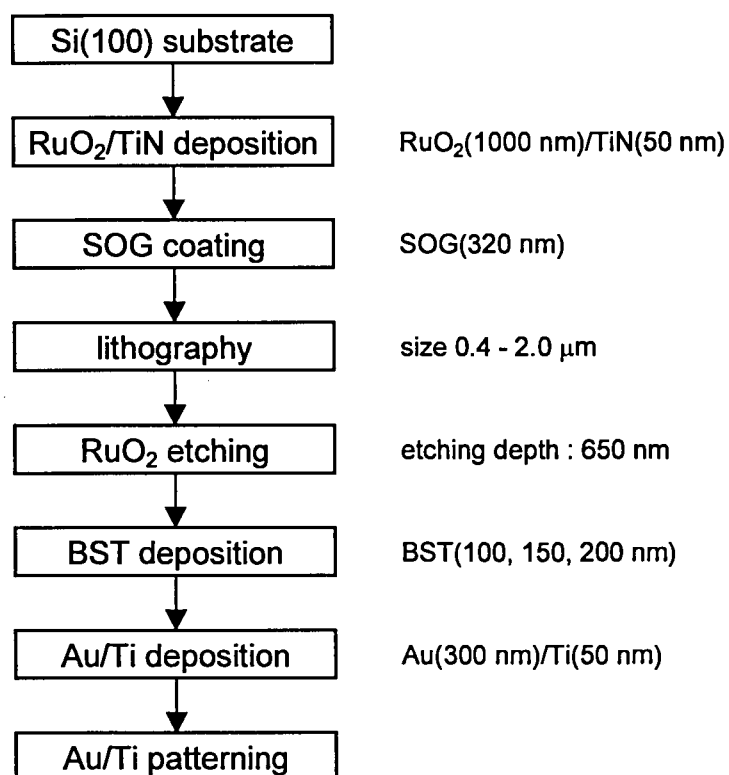 Si(100) substrate
RuO₂/TiN deposition RuO₂(1000 nm)/TiN(50 nm)
SOG coating SOG(320 nm)
lithography size 0.4 - 2.0 μm
RuO₂ etching etching depth : 650 nm
BST deposition BST(100, 150, 200 nm)
Au/Ti deposition Au(300 nm)/Ti(50 nm)
Au/Ti patterning